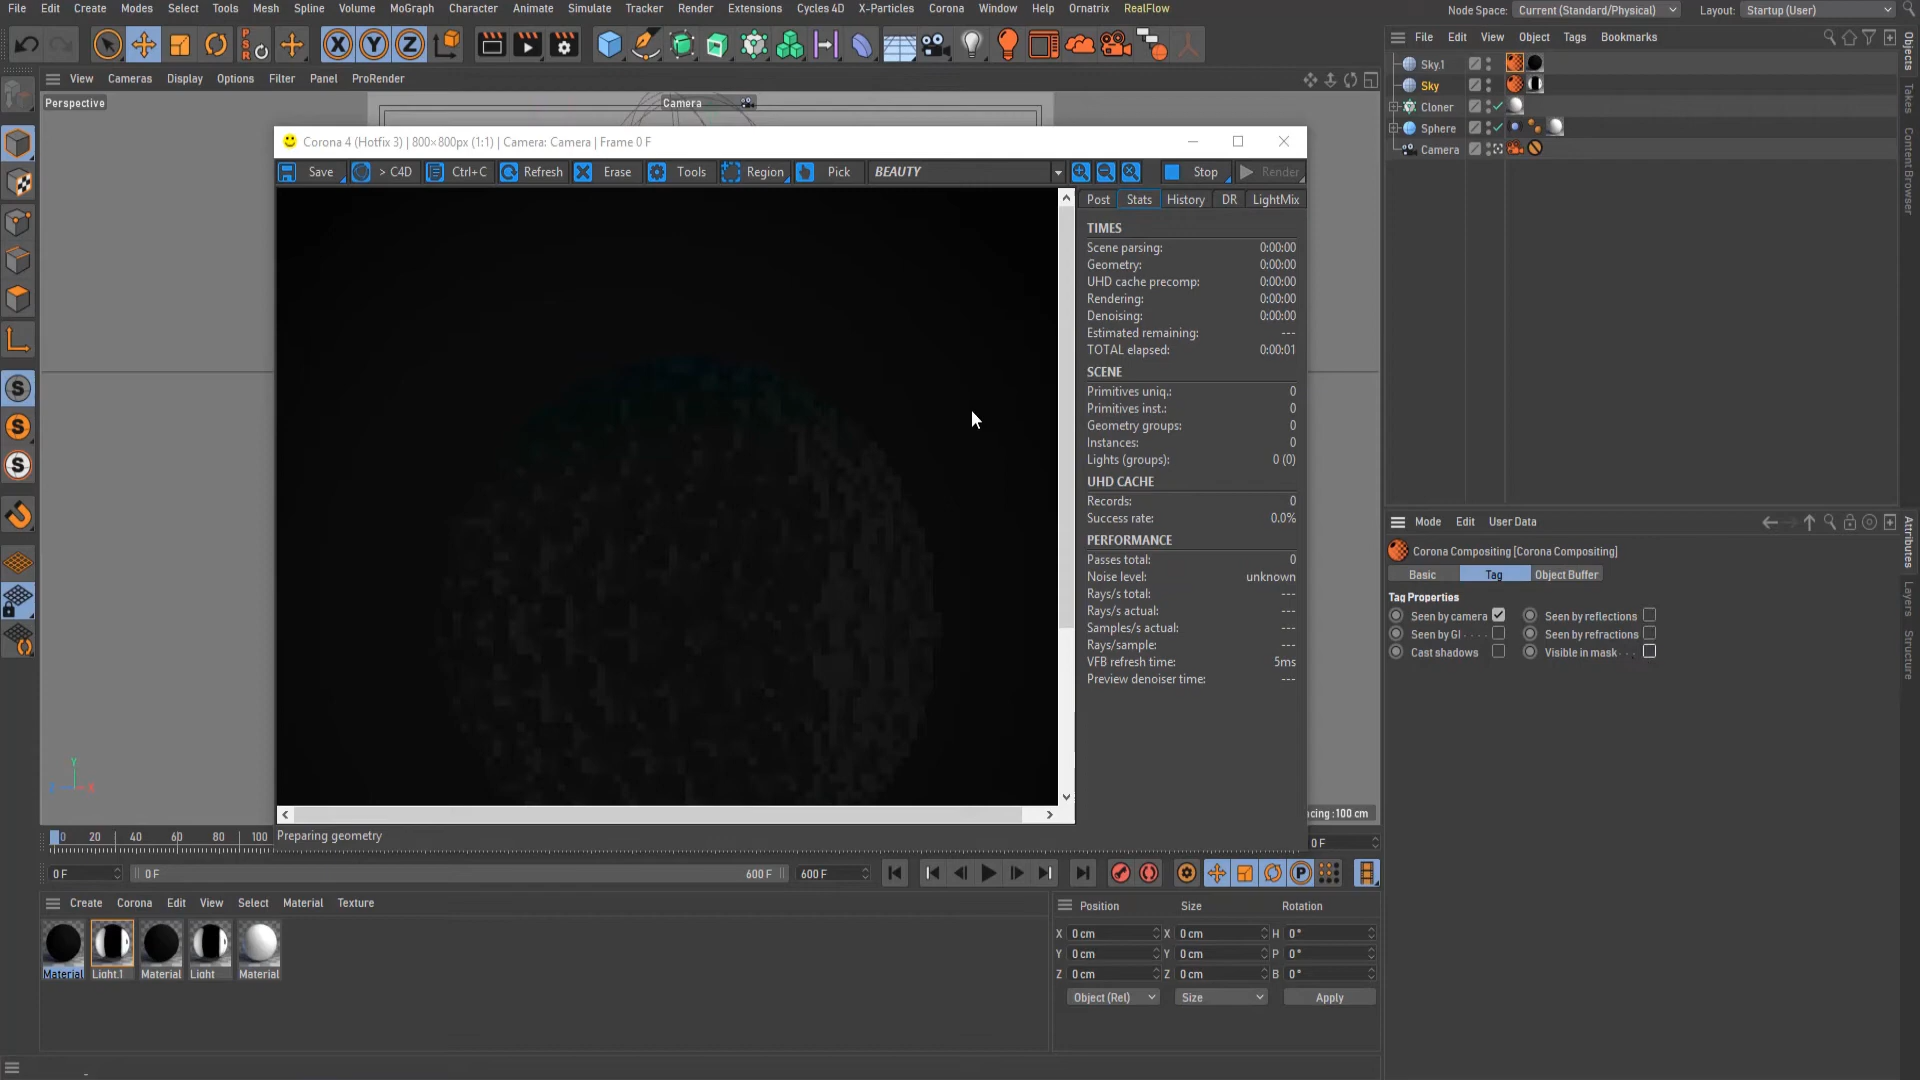 File Edit Create Modes Select Tools Mesh Spline Volume MoGraph Character Animate Simulate Tracker Render Extensions Cycles 4D X-Particles Corona Window Help Ornatrix RealFlow
Node Space: Current (Standard/Physical) Layout: Startup (User)
PSR X Y Z
File Edit View Object Tags Bookmarks
View Cameras Display Options Filter Panel ProRender
Perspective Camera
Sky.1
Sky
Cloner
Sphere
Camera
Objects
Takes
Content Browser
Corona 4 (Hotfix 3) | 800×800px (1:1) | Camera: Camera | Frame 0 F
Save > C4D Ctrl+C Refresh Erase Tools Region Pick BEAUTY Stop Render
Post Stats History DR LightMix
TIMES
Scene parsing: 0:00:00
Geometry: 0:00:00
UHD cache precomp: 0:00:00
Rendering: 0:00:00
Denoising: 0:00:00
Estimated remaining: ---
TOTAL elapsed: 0:00:01
SCENE
Primitives uniq.: 0
Primitives inst.: 0
Geometry groups: 0
Instances: 0
Lights (groups): 0 (0)
UHD CACHE
Records: 0
Success rate: 0.0%
PERFORMANCE
Passes total: 0
Noise level: unknown
Rays/s total: ---
Rays/s actual: ---
Samples/s actual: ---
Rays/sample: ---
VFB refresh time: 5ms
Preview denoiser time: ---
Preparing geometry
Mode Edit User Data
Corona Compositing [Corona Compositing]
Basic Tag Object Buffer
Tag Properties
Seen by camera Seen by reflections
Seen by GI Seen by refractions
Cast shadows Visible in mask
Attributes
Layers
Structure
S
S
S
Y
X
cing : 100 cm
0 20 40 60 80 100
0 F
0 F 0 F 600 F 600 F
P
Create Corona Edit View Select Material Texture
Material Light.1 Material Light Material
Position Size Rotation
X 0 cm X 0 cm H 0 °
Y 0 cm Y 0 cm P 0 °
Z 0 cm Z 0 cm B 0 °
Object (Rel) Size Apply